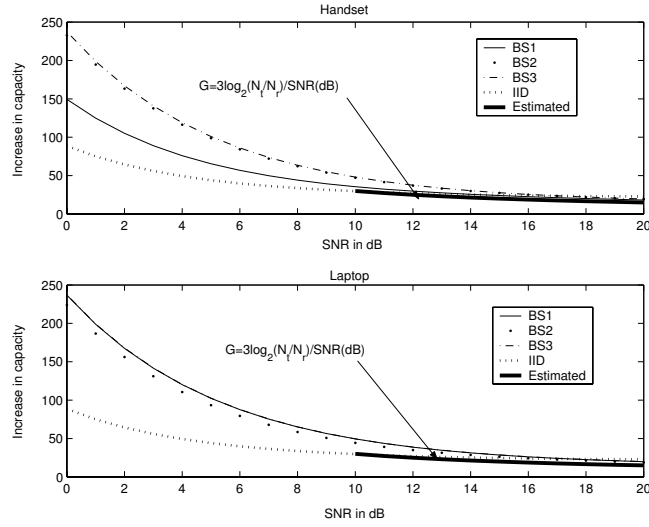 Handset
250
200
150
100
50
0
Increase in capacity
G=3log2(Nt/Nr)/SNR(dB)
BS1
BS2
BS3
IID
Estimated
0 2 4 6 8 10 12 14 16 18 20
SNR in dB
Laptop
250
200
150
100
50
0
Increase in capacity
G=3log2(Nt/Nr)/SNR(dB)
BS1
BS2
BS3
IID
Estimated
0 2 4 6 8 10 12 14 16 18 20
SNR in dB